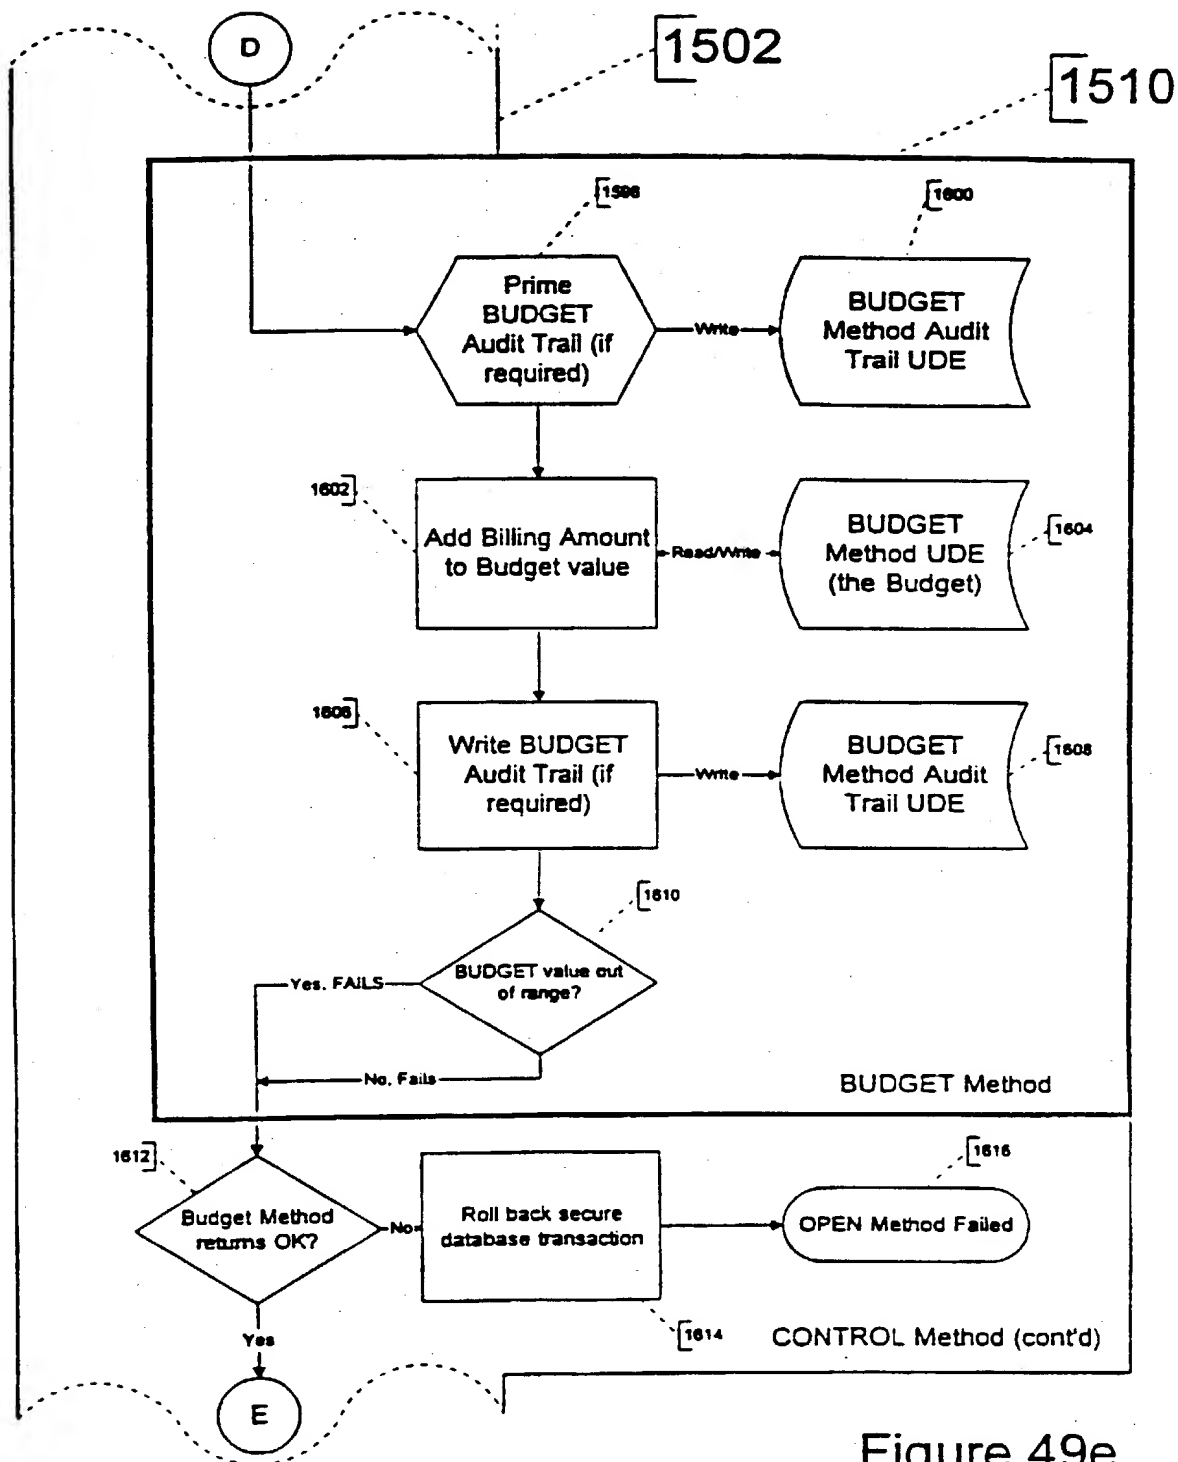 D
1502
1510
1598
1600
Prime
BUDGET
Audit Trail (if
required)
Write
BUDGET
Method Audit
Trail UDE
1602
Add Billing Amount
to Budget value
Read/Write
BUDGET
Method UDE
(the Budget)
1604
1606
Write BUDGET
Audit Trail (if
required)
Write
BUDGET
Method Audit
Trail UDE
1608
1610
BUDGET value out
of range?
Yes, FAILS
No, Fails
BUDGET Method
1612
Budget Method
returns OK?
No
Roll back secure
database transaction
1616
OPEN Method Failed
1614
Yes
CONTROL Method (cont'd)
E
Figure 49e